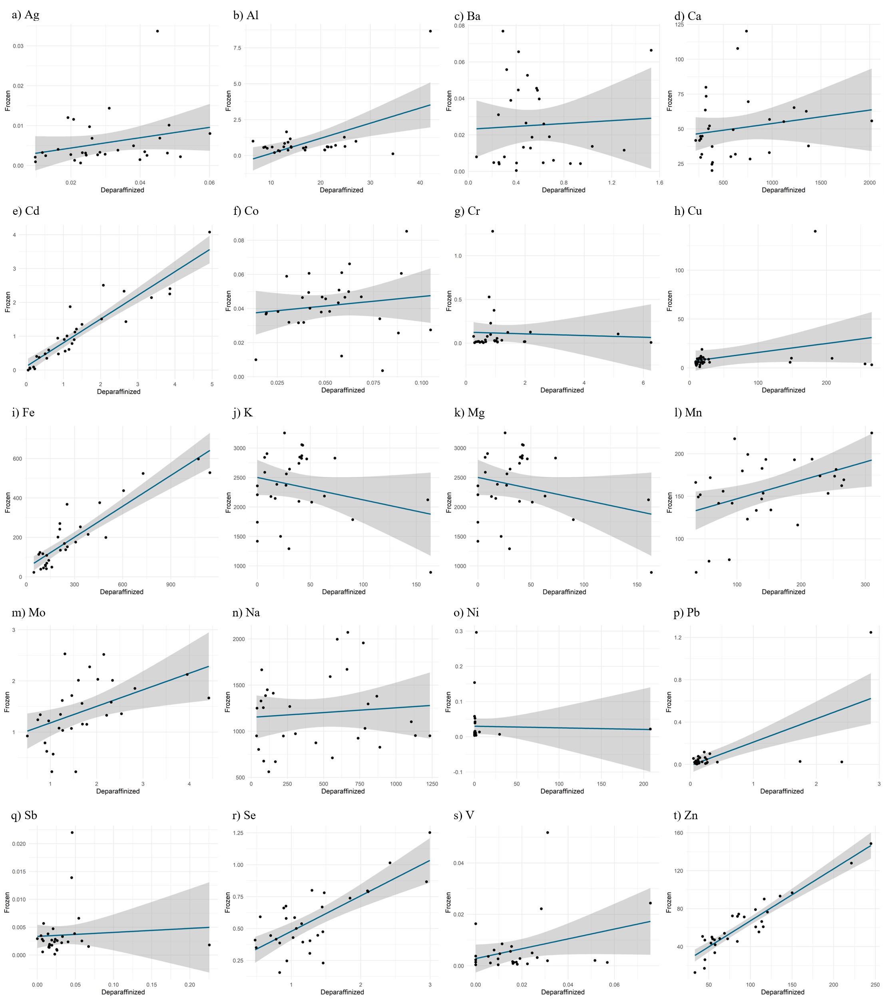 a) Ag
b) Al
c) Ba
d) Ca
Frozen
0.03
0.02
0.01
0.00
0.02
0.04
0.06
Deparaffinized
Frozen
7.5
5.0
2.5
0.0
10
20
30
40
Deparaffinized
Frozen
0.08
0.06
0.04
0.02
0.00
0.0
0.4
0.8
1.2
1.6
Deparaffinized
Frozen
125
100
75
50
25
500
1000
1500
2000
Deparaffinized
e) Cd
f) Co
g) Cr
h) Cu
Frozen
4
3
2
1
0
0
1
2
3
4
5
Deparaffinized
Frozen
0.08
0.06
0.04
0.02
0.00
0.025
0.050
0.075
0.100
Deparaffinized
Frozen
1.0
0.5
0.0
0
2
4
6
Deparaffinized
Frozen
100
50
0
0
100
200
Deparaffinized
i) Fe
j) K
k) Mg
l) Mn
Frozen
600
400
200
0
0
300
600
900
Deparaffinized
Frozen
3000
2500
2000
1500
1000
0
50
100
150
Deparaffinized
Frozen
3000
2500
2000
1500
1000
0
50
100
150
Deparaffinized
Frozen
200
150
100
100
200
300
Deparaffinized
m) Mo
n) Na
o) Ni
p) Pb
Frozen
3
2
1
1
2
3
4
Deparaffinized
Frozen
2000
1500
1000
500
0
250
500
750
1000
1250
Deparaffinized
Frozen
0.3
0.2
0.1
0.0
-0.1
0
50
100
150
200
Deparaffinized
Frozen
1.2
0.8
0.4
0.0
0
1
2
3
Deparaffinized
q) Sb
r) Se
s) V
t) Zn
Frozen
0.020
0.015
0.010
0.005
0.000
0.00
0.05
0.10
0.15
0.20
Deparaffinized
Frozen
1.25
1.00
0.75
0.50
0.25
1
2
3
Deparaffinized
Frozen
0.04
0.02
0.00
0.00
0.02
0.04
0.06
Deparaffinized
Frozen
160
120
80
40
50
100
150
200
250
Deparaffinized